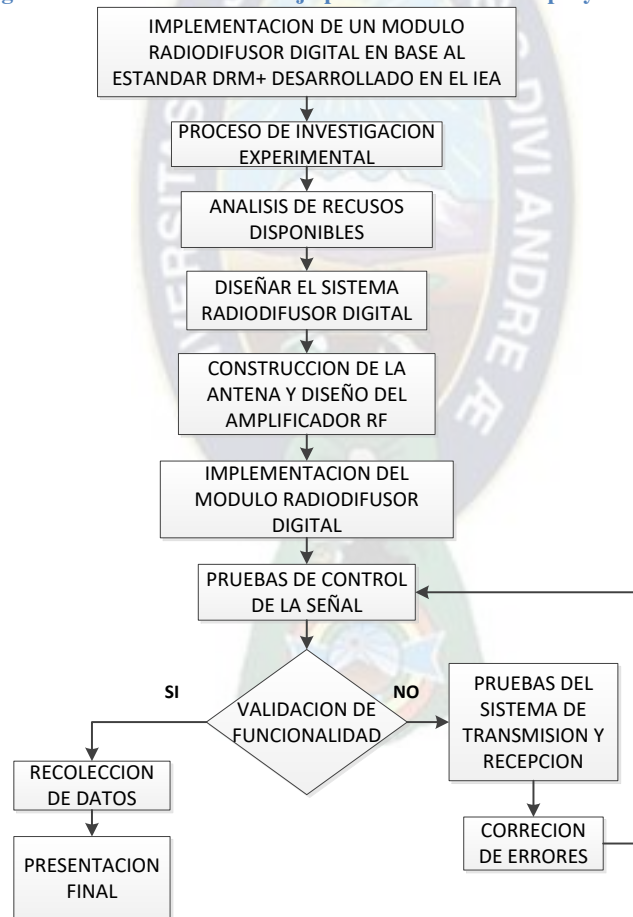 IMPLEMENTACION DE UN MODULO
RADIODIFUSOR DIGITAL EN BASE AL
ESTANDAR DRM+ DESARROLLADO EN EL IEA
PROCESO DE INVESTIGACION
EXPERIMENTAL
ANALISIS DE RECUSOS
DISPONIBLES
DISEÑAR EL SISTEMA
RADIODIFUSOR DIGITAL
CONSTRUCCION DE LA
ANTENA Y DISEÑO DEL
AMPLIFICADOR RF
IMPLEMENTACION DEL
MODULO RADIODIFUSOR
DIGITAL
PRUEBAS DE CONTROL
DE LA SEÑAL
VALIDACION DE
FUNCIONALIDAD
SI
NO
RECOLECCION
DE DATOS
PRESENTACION
FINAL
PRUEBAS DEL
SISTEMA DE
TRANSMISION Y
RECEPCION
CORRECION
DE ERRORES
DIVI ANDRE Æ